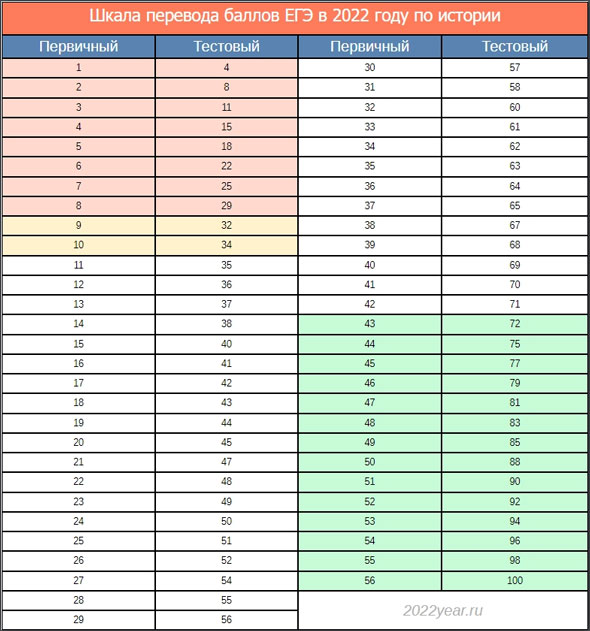 Шкала перевода баллов ЕГЭ в 2022 году по истории
Первичный Тестовый Первичный Тестовый
1 4 30 57
2 8 31 58
3 11 32 60
4 15 33 61
5 18 34 62
6 22 35 63
7 25 36 64
8 29 37 65
9 32 38 67
10 34 39 68
11 35 40 69
12 36 41 70
13 37 42 71
14 38 43 72
15 40 44 75
16 41 45 77
17 42 46 79
18 43 47 81
19 44 48 83
20 45 49 85
21 47 50 88
22 48 51 90
23 49 52 92
24 50 53 94
25 51 54 96
26 52 55 98
27 54 56 100
28 55
29 56
2022year.ru